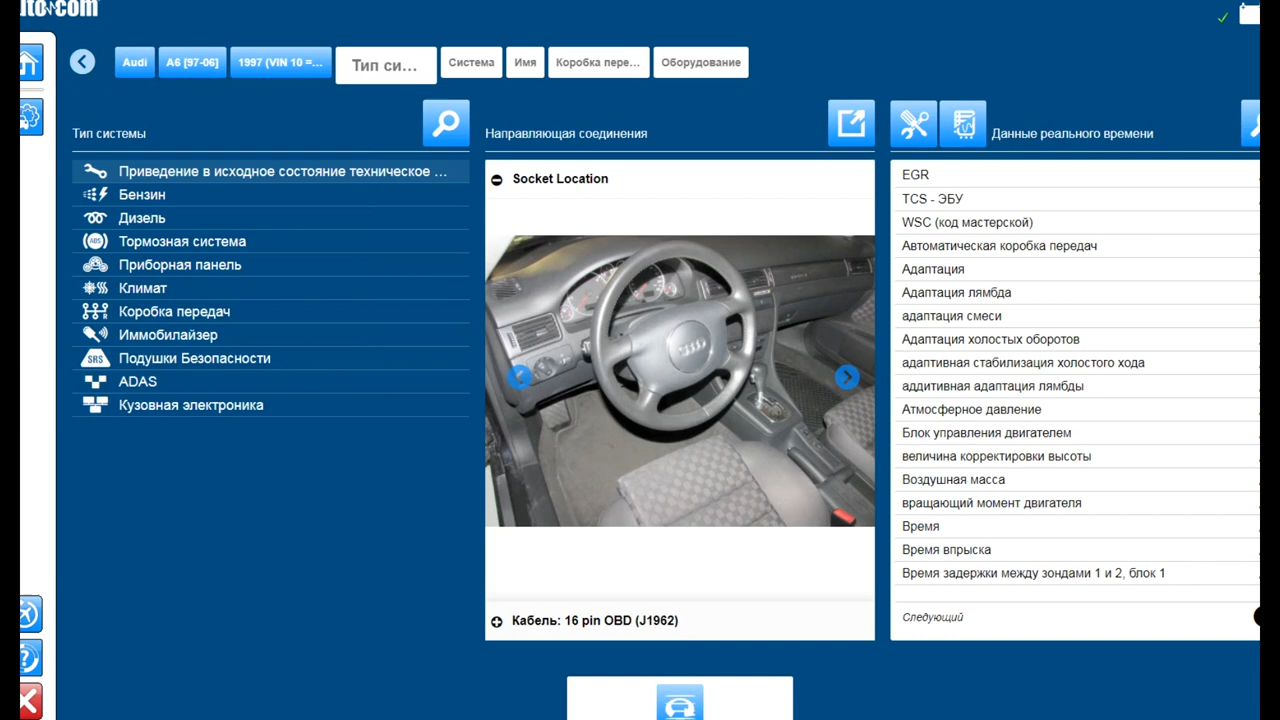 Audi
A6 [97-06]
1997 (VIN 10 =...
Тип си...
Система
Имя
Коробка пере...
Оборудование
Тип системы
Приведение в исходное состояние техническое ...
Бензин
Дизель
ABS
Тормозная система
Приборная панель
Климат
Коробка передач
Иммобилайзер
SRS
Подушки Безопасности
ADAS
Кузовная электроника
Направляющая соединения
Socket Location
Кабель: 16 pin OBD (J1962)
Данные реального времени
EGR
TCS - ЭБУ
WSC (код мастерской)
Автоматическая коробка передач
Адаптация
Адаптация лямбда
адаптация смеси
Адаптация холостых оборотов
адаптивная стабилизация холостого хода
аддитивная адаптация лямбды
Атмосферное давление
Блок управления двигателем
величина корректировки высоты
Воздушная масса
вращающий момент двигателя
Время
Время впрыска
Время задержки между зондами 1 и 2, блок 1
Следующий